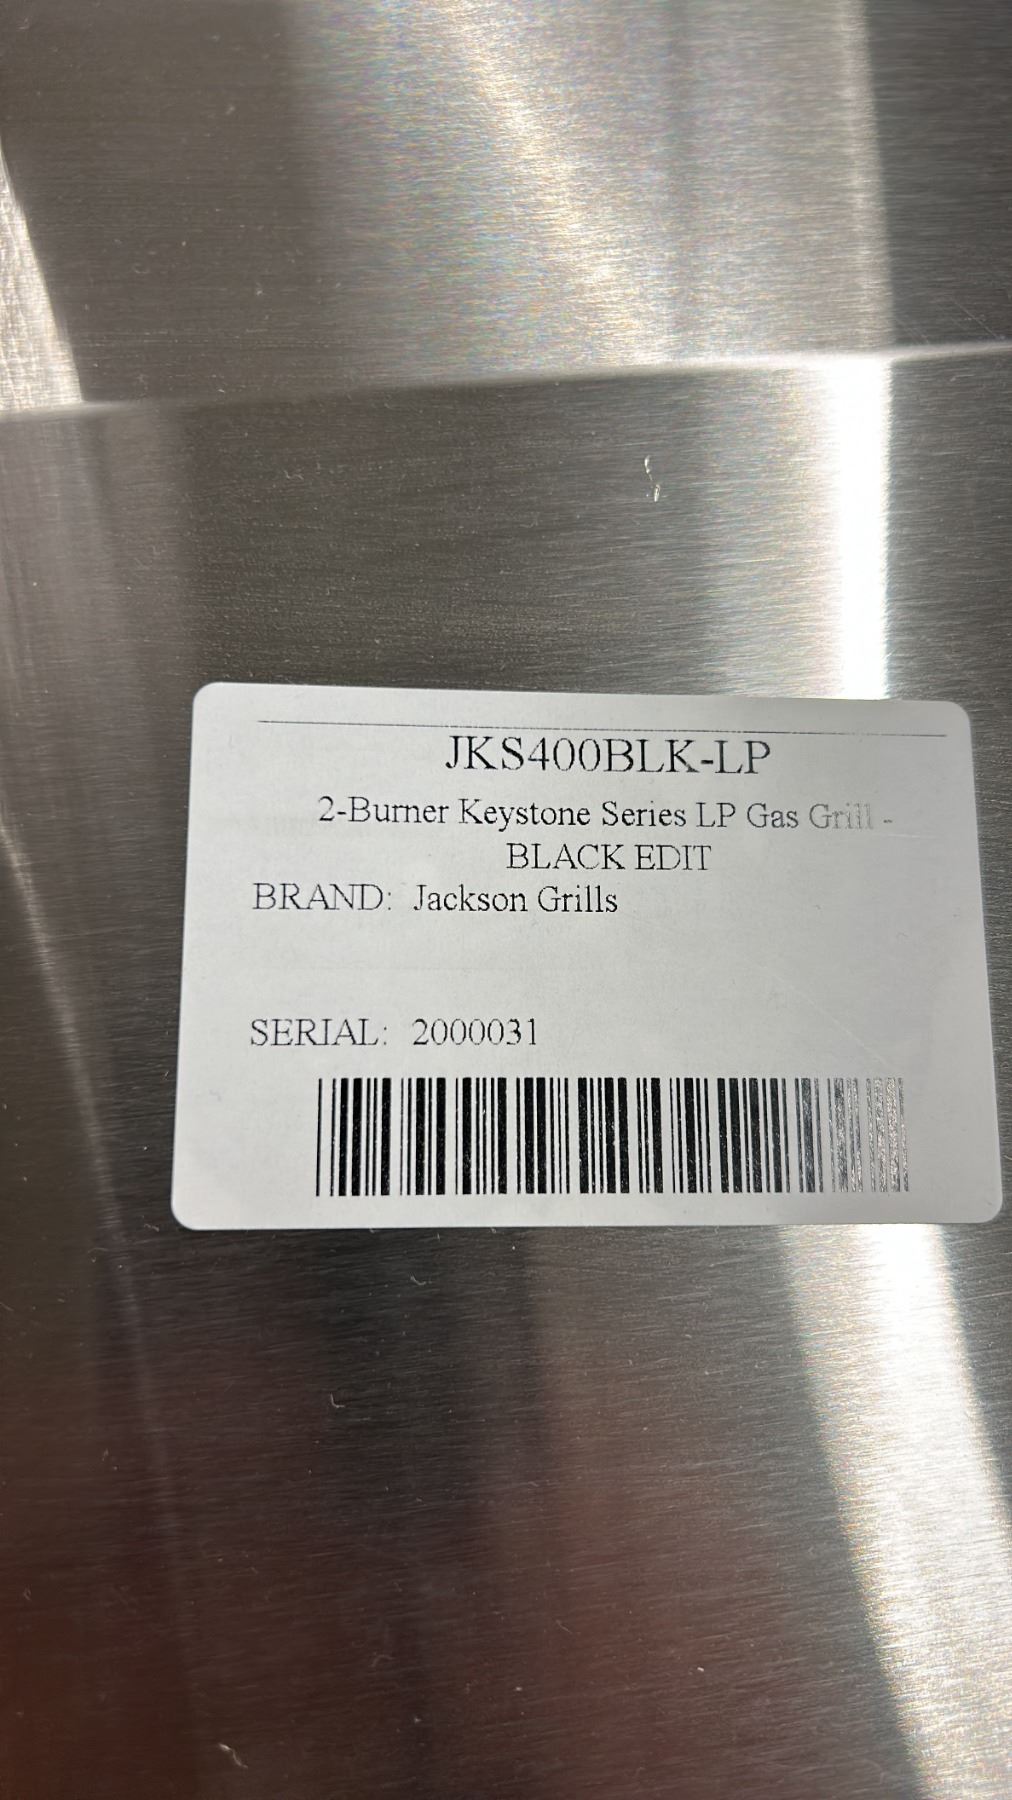 JKS400BLK-LP
2-Burner Keystone Series LP Gas Grill -
BLACK EDIT
BRAND: Jackson Grills
SERIAL: 2000031